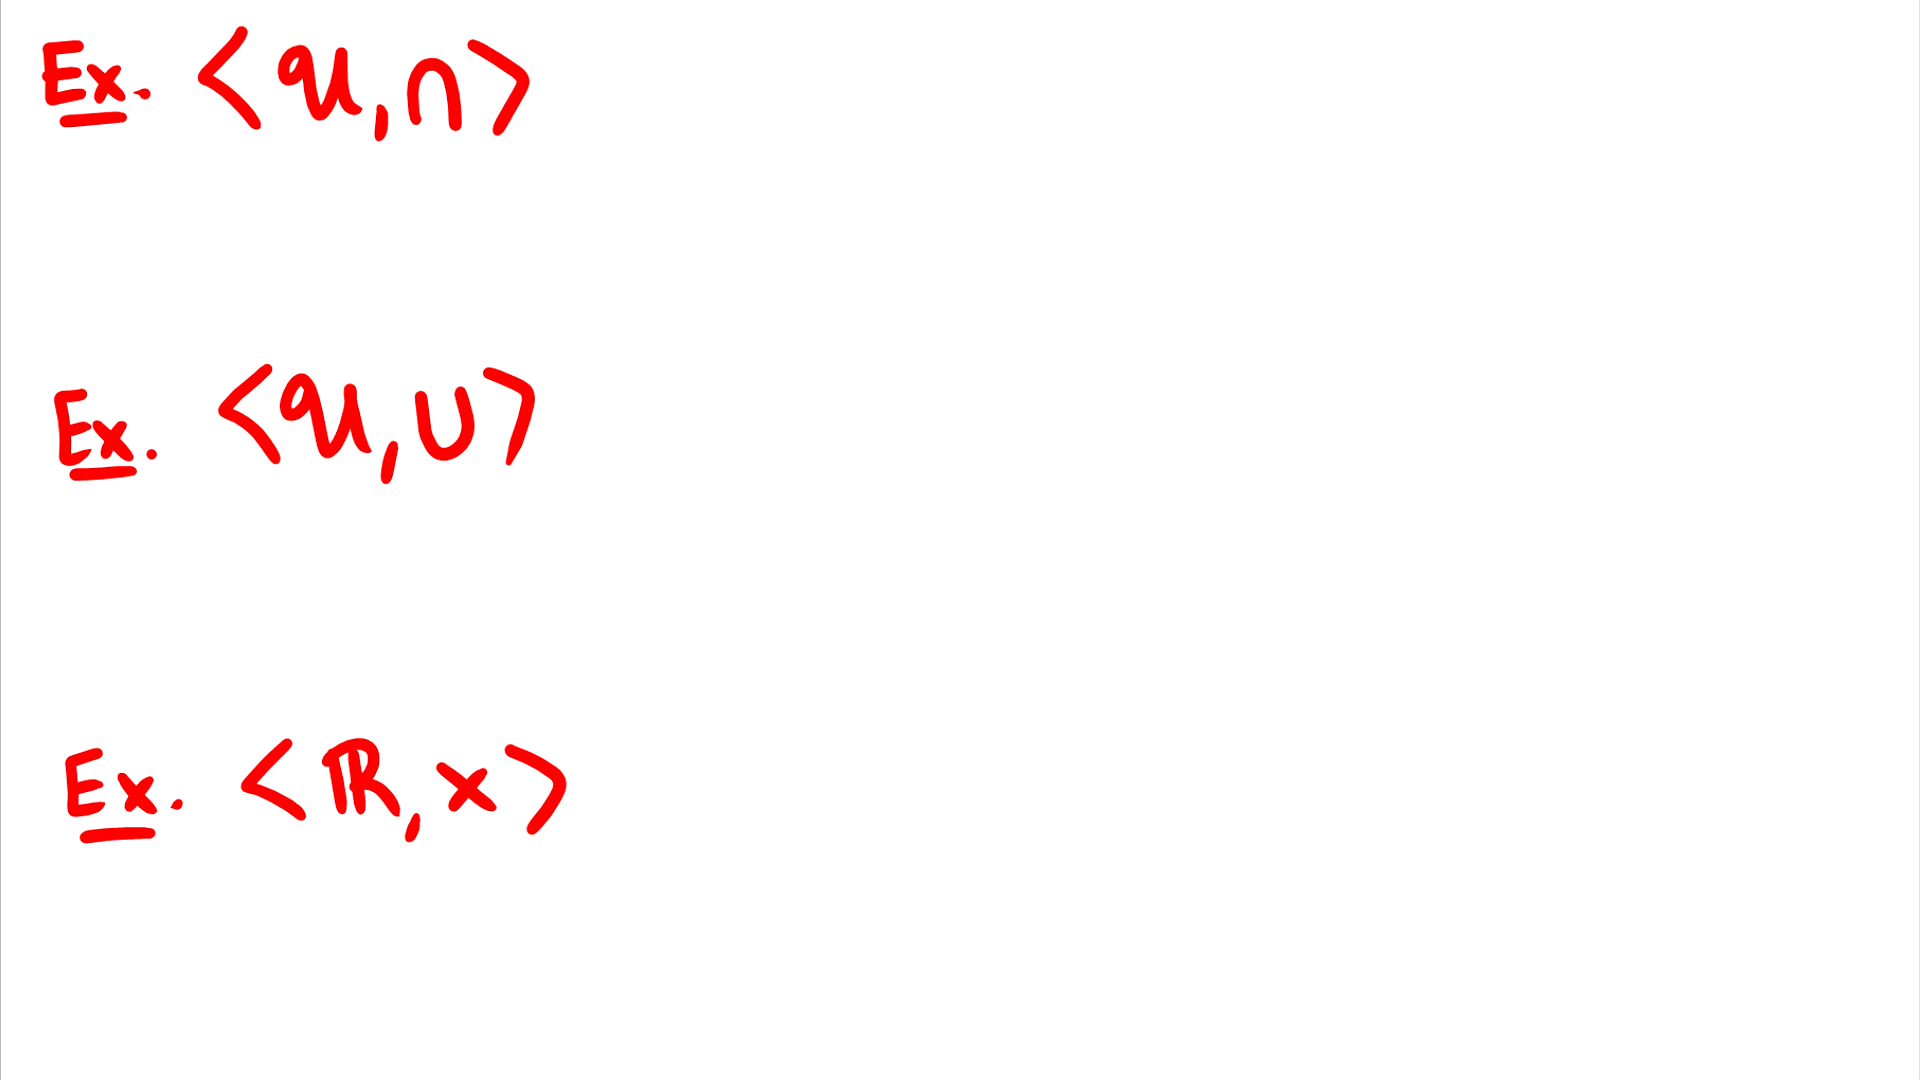 Ex. <𝒰,∩>
Ex. <𝒰,∪>
Ex. <ℝ,×>